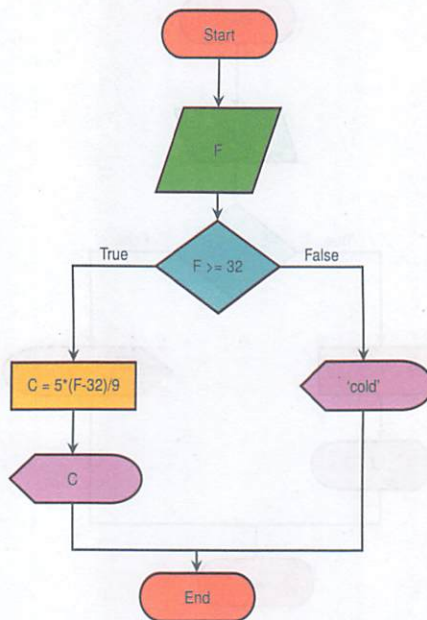 Start
F
F >= 32
True
False
C = 5*(F-32)/9
'cold'
C
End